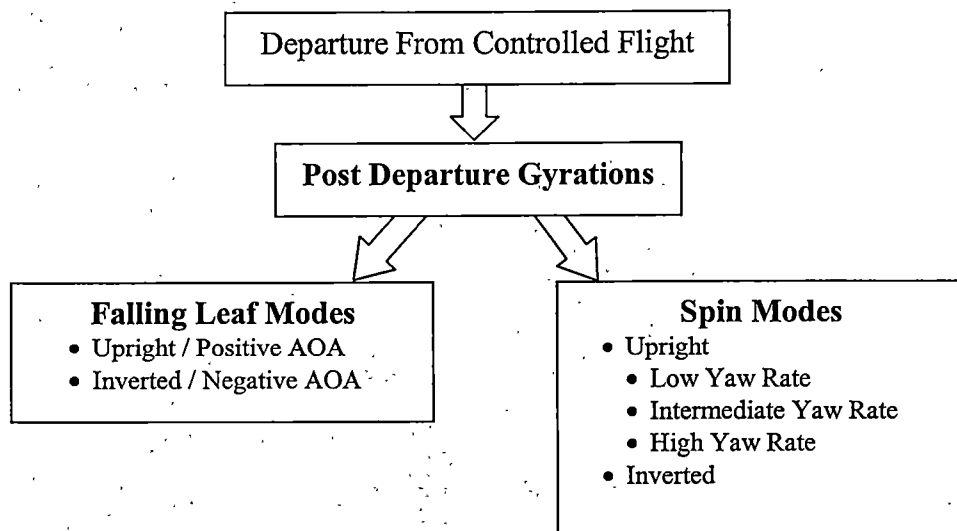 Departure From Controlled Flight
Post Departure Gyrations
Falling Leaf Modes
• Upright / Positive AOA
• Inverted / Negative AOA
Spin Modes
• Upright
• Low Yaw Rate
• Intermediate Yaw Rate
• High Yaw Rate
• Inverted